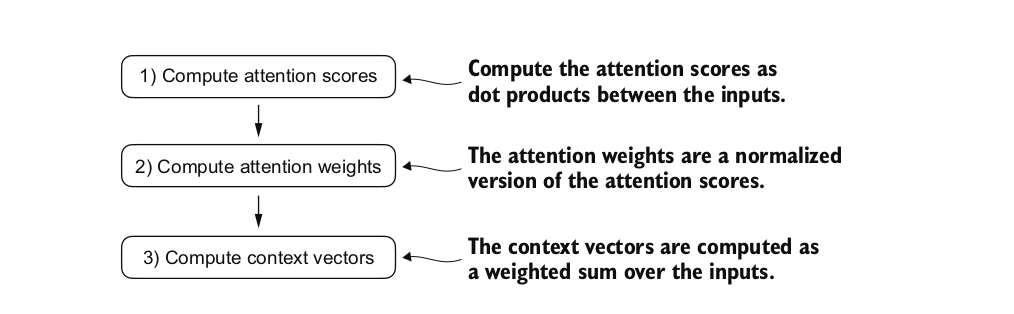 1) Compute attention scores
Compute the attention scores as
dot products between the inputs.
2) Compute attention weights
The attention weights are a normalized
version of the attention scores.
3) Compute context vectors
The context vectors are computed as
a weighted sum over the inputs.